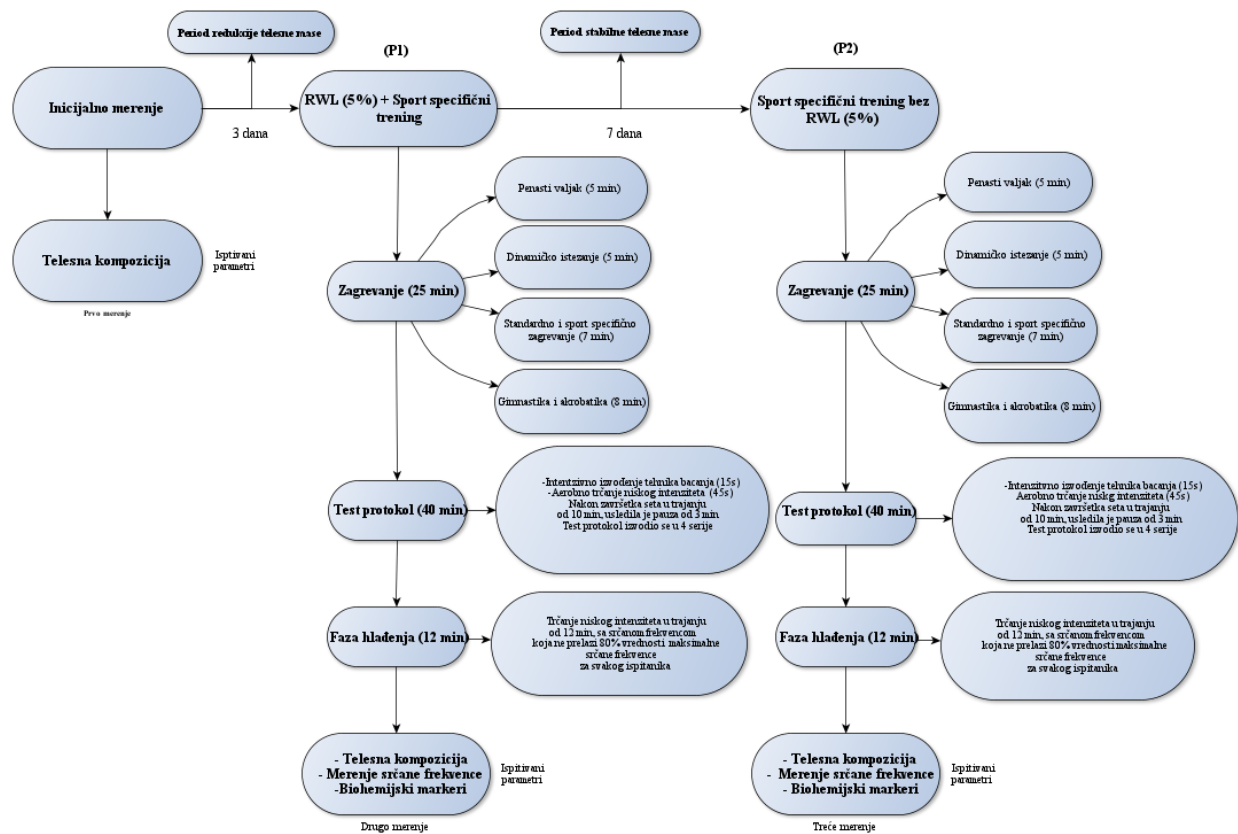 Period redukcije telesne mase
(P1)
Period stabilne telesne mase
(P2)
Inicijalno merenje
3 dana
RWL (5%) + Sport specifični
trening
7 dana
Sport specifični trening bez
RWL (5%)
Telesna kompozicija
Isptivani
parametri
Prvo merenje
Zagrevanje (25 min)
Penasti valjak (5 min)
Dinamičko istezanje (5 min)
Standardno i sport specifično
zagrevanje (7 min)
Gimnastika i akrobatika (8 min)
Test protokol (40 min)
-Intentzivno izvođenje tehnika bacanja (15s)
-Aerobno trčanje niskog intenziteta (45s)
Nakon završetka seta u trajanju
od 10 min, usledila je pauza od 3 min
Test protokol izvodio se u 4 serije
Faza hlađenja (12 min)
Trčanje niskog intenziteta u trajanju
od 12 min, sa srčanom frekvencom
koja ne prelazi 80% vrednosti maksimalne
srčane frekvence
za svakog ispitanika
- Telesna kompozicija
- Merenje srčane frekvence
-Biohemijski markeri
Ispitivani
parametri
Drugo merenje
Zagrevanje (25 min)
Penasti valjak (5 min)
Dinamičko istezanje (5 min)
Standardno i sport specifično
zagrevanje (7 min)
Gimnastika i akrobatika (8 min)
Test protokol (40 min)
-Intenzitvno izvođenje tehnika bacanja (15s)
Aerobno trčanje niskg intenziteta (45s)
Nakon završetka seta u trajanju
od 10 min, usledila je pauza od 3 min
Test protokol izvodio se u 4 serije
Faza hlađenja (12 min)
Trčanje niskog intenziteta u trajanju
od 12 min, sa srčanom frekvencom
koja ne prelazi 80% vrednosti maksimalne
srčane frekvence
za svakog ispitanika
- Telesna kompozicija
- Merenje srčane frekvence
- Biohemijski markeri
Ispitivani
parametri
Treće merenje